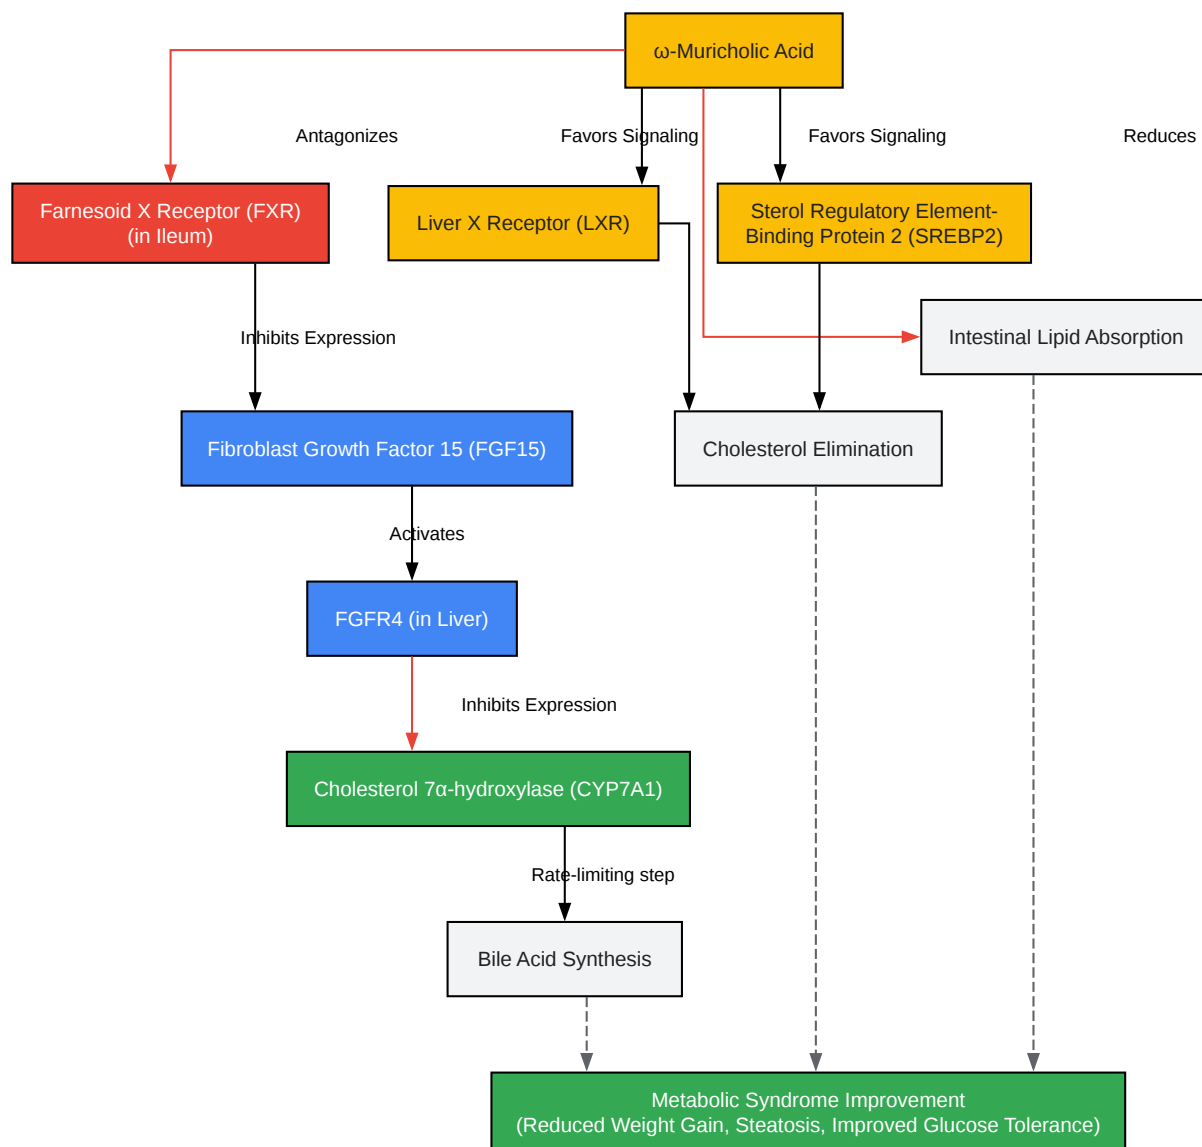 ω-Muricholic Acid
Antagonizes
Favors Signaling
Favors Signaling
Reduces
Farnesoid X Receptor (FXR)
(in Ileum)
Liver X Receptor (LXR)
Sterol Regulatory Element-
Binding Protein 2 (SREBP2)
Inhibits Expression
Intestinal Lipid Absorption
Fibroblast Growth Factor 15 (FGF15)
Cholesterol Elimination
Activates
FGFR4 (in Liver)
Inhibits Expression
Cholesterol 7α-hydroxylase (CYP7A1)
Rate-limiting step
Bile Acid Synthesis
Metabolic Syndrome Improvement
(Reduced Weight Gain, Steatosis, Improved Glucose Tolerance)